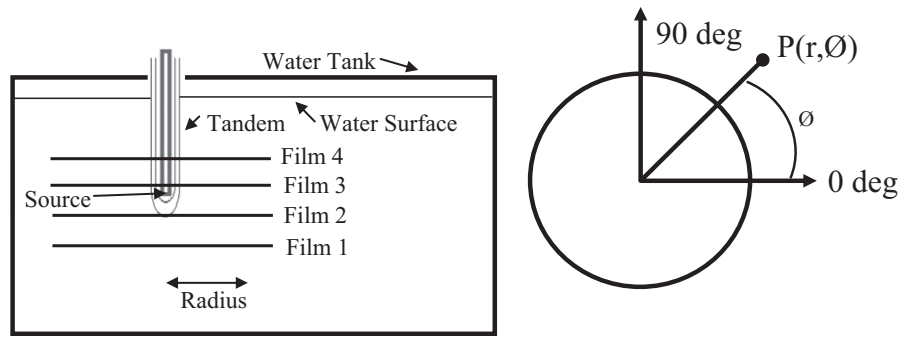 Water Tank
Tandem
Water Surface
Film 4
Film 3
Source
Film 2
Film 1
Radius
90 deg
P(r,Ø)
ø
0 deg